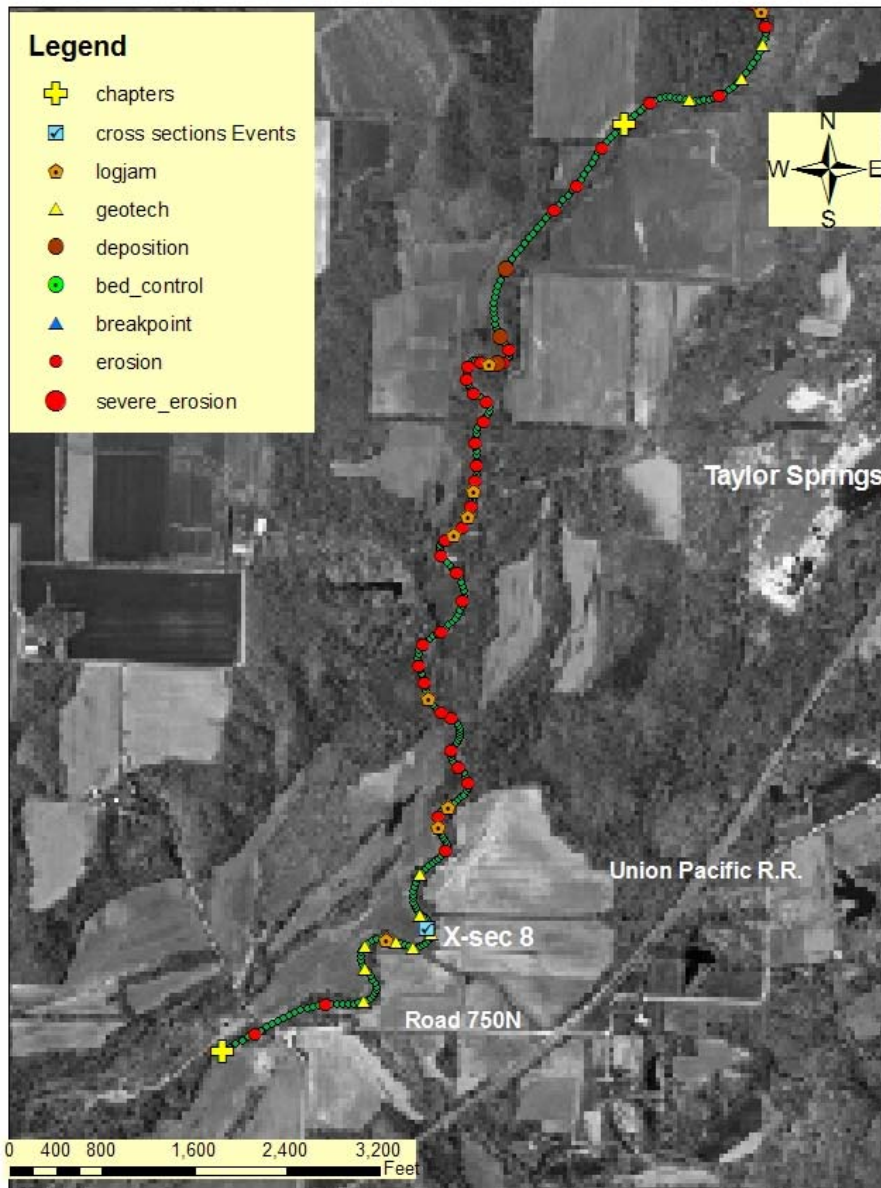 Legend
chapters
cross sections Events
logjam
geotech
deposition
bed_control
breakpoint
erosion
severe_erosion
N
W E
S
Taylor Springs
Union Pacific R.R.
X-sec 8
Road 750N
0 400 800 1,600 2,400 3,200
Feet